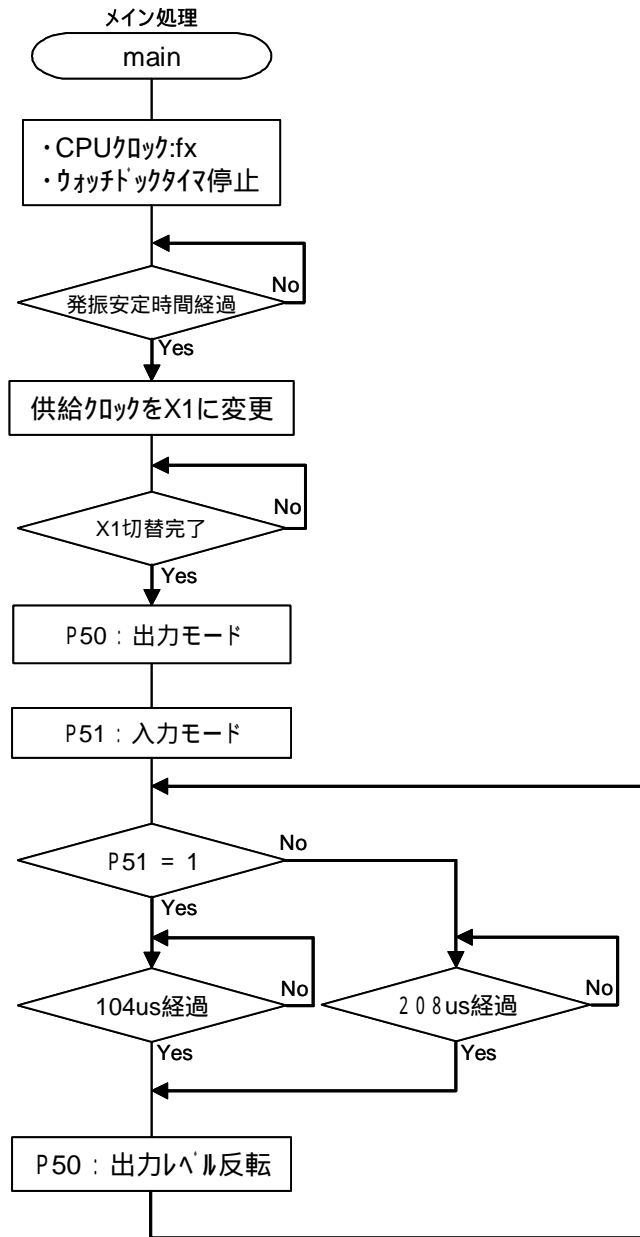 メイン処理
main
・CPUｸﾛｯｸ:fx
・ｳｫｯﾁﾄﾞｯｸﾀｲﾏ停止
No
発振安定時間経過
Yes
供給ｸﾛｯｸをX1に変更
No
X1切替完了
Yes
P50：出力モード
P51：入力モード
No
P51 = 1
Yes
No
104us経過
Yes
No
２０８us経過
Yes
P50：出力ﾚﾍﾞﾙ反転